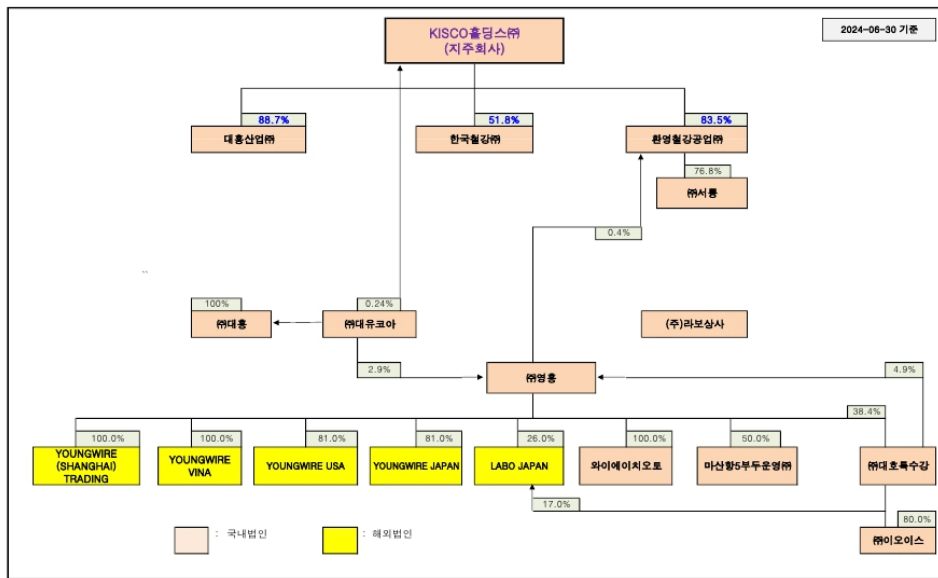 KISCO홀딩스㈜
(지주회사)
2024-06-30 기준
88.7%
51.8%
83.5%
대흥산업㈜
한국철강㈜
환영철강공업㈜
76.8%
㈜서륭
0.4%
100%
0.24%
㈜대흥
㈜대유코아
(주)라보상사
2.9%
㈜영흥
4.9%
38.4%
100.0%
100.0%
81.0%
81.0%
26.0%
100.0%
50.0%
YOUNGWIRE
(SHANGHAI)
TRADING
YOUNGWIRE
VINA
YOUNGWIRE USA
YOUNGWIRE JAPAN
LABO JAPAN
와이에이치오토
마산항5부두운영㈜
㈜대호특수강
17.0%
80.0%
㈜이오이스
: 국내법인
: 해외법인